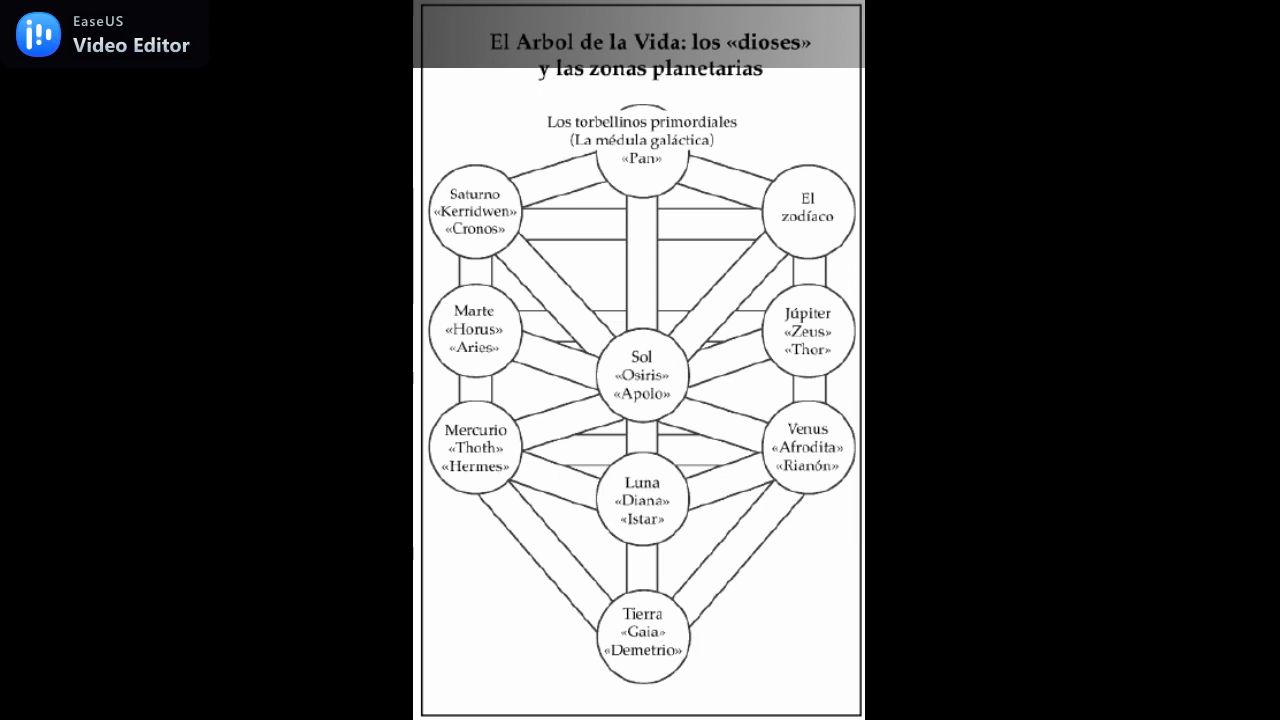 EaseUS
Video Editor
El Arbol de la Vida: los «dioses»
y las zonas planetarias
Los torbellinos primordiales
(La médula galáctica)
«Pan»
Saturno
«Kerridwen»
«Cronos»
El
zodíaco
Marte
«Horus»
«Aries»
Júpiter
«Zeus»
«Thor»
Sol
«Osiris»
«Apolo»
Mercurio
«Thoth»
«Hermes»
Venus
«Afrodita»
«Rianón»
Luna
«Diana»
«Istar»
Tierra
«Gaia»
«Demetrio»